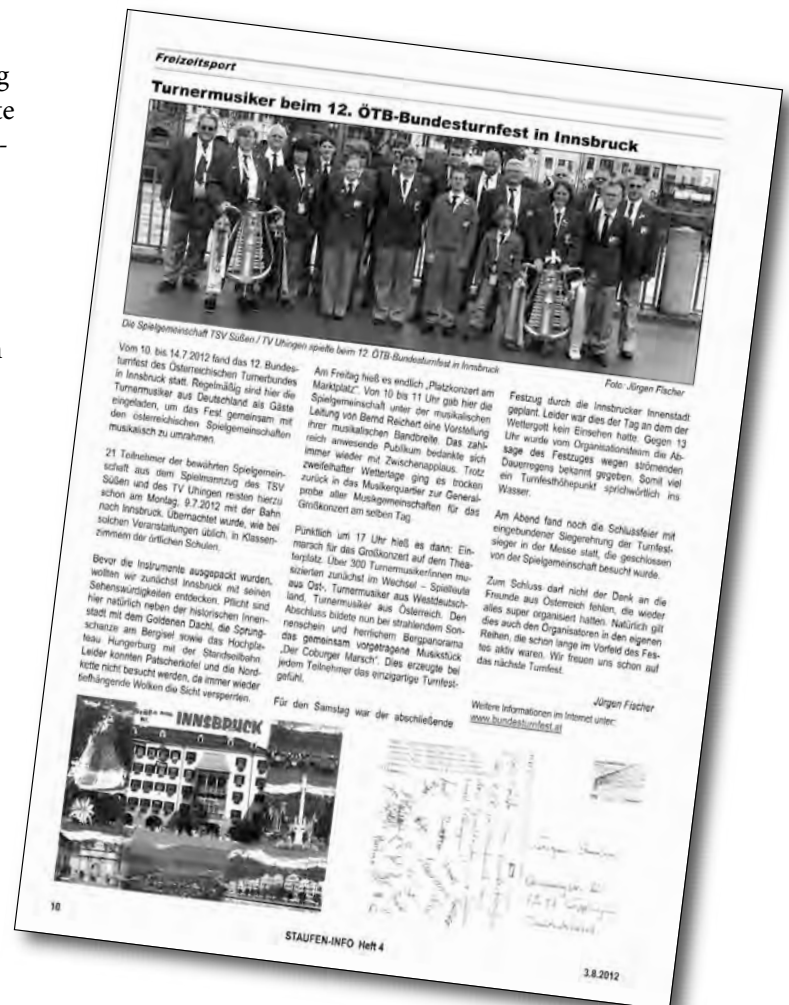 g
te
–
n
Freizeitsport
Turnermusiker beim 12. ÖTB-Bundesturnfest in Innsbruck
Die Spielgemeinschaft TSV Süßen / TV Uhingen spielte beim 12. ÖTB-Bundesturnfest in Innsbruck
Foto: Jürgen Fischer
Vom 10. bis 14.7.2012 fand das 12. Bundes-
turnfest des Österreichischen Turnerbundes
in Innsbruck statt. Regelmäßig sind hier die
Turnermusiker aus Deutschland als Gäste
eingeladen, um das Fest gemeinsam mit
den österreichischen Spielgemeinschaften
musikalisch zu umrahmen.
21 Teilnehmer der bewährten Spielgemein-
schaft aus dem Spielmannzug des TSV
Süßen und des TV Uhingen reisten hierzu
schon am Montag, 9.7.2012 mit der Bahn
nach Innsbruck. Übernachtet wurde, wie bei
solchen Veranstaltungen üblich, in Klassen-
zimmern der örtlichen Schulen.
Bevor die Instrumente ausgepackt wurden,
wollten wir zunächst Innsbruck mit seinen
Sehenswürdigkeiten entdecken. Pflicht sind
hier natürlich neben der historischen Innen-
stadt mit dem Goldenen Dachl, die Sprung-
schanze am Bergisel sowie das Hochpla-
teau Hungerburg mit der Standseilbahn.
Leider konnten Patscherkofel und die Nord-
kette nicht besucht werden, da immer wieder
tiefhängende Wolken die Sicht versperrten.
Am Freitag hieß es endlich „Platzkonzert am
Marktplatz“. Von 10 bis 11 Uhr gab hier die
Spielgemeinschaft unter der musikalischen
Leitung von Bernd Reichert eine Vorstellung
ihrer musikalischen Bandbreite. Das zahl-
reich anwesende Publikum bedankte sich
immer wieder mit Zwischenapplaus. Trotz
zweifelhafter Wetterlage ging es trocken
zurück in das Musikerquartier zur General-
probe aller Musikgemeinschaften für das
Großkonzert am selben Tag.
Pünktlich um 17 Uhr hieß es dann: Ein-
marsch für das Großkonzert auf dem Thea-
terplatz. Über 300 Turnermusiker/innen mu-
sizierten zunächst im Wechsel – Spielleute
aus Ost-, Turnermusiker aus Westdeutsch-
land, Turnermusiker aus Österreich. Den
Abschluss bildete nun bei strahlendem Son-
nenschein und herrlichem Bergpanorama
das gemeinsam vorgetragene Musikstück
„Der Coburger Marsch“. Dies erzeugte bei
jedem Teilnehmer das einzigartige Turnfest-
gefühl.
Für den Samstag war der abschließende
Festzug durch die Innsbrucker Innenstadt
geplant. Leider war dies der Tag an dem der
Wettergott kein Einsehen hatte. Gegen 13
Uhr wurde vom Organisationsteam die Ab-
sage des Festzuges wegen strömenden
Dauerregens bekannt gegeben. Somit viel
ein Turnfesthöhepunkt sprichwörtlich ins
Wasser.
Am Abend fand noch die Schlussfeier mit
eingebundener Siegerehrung der Turnfest-
sieger in der Messe statt, die geschlossen
von der Spielgemeinschaft besucht wurde.
Zum Schluss darf nicht der Denk an die
Freunde aus Österreich fehlen, die wieder
alles super organisiert hatten. Natürlich gilt
dies auch den Organisatoren in den eigenen
Reihen, die schon lange im Vorfeld des Fes-
tes aktiv waren. Wir freuen uns schon auf
das nächste Turnfest.
Jürgen Fischer
Weitere Informationen im Internet unter:
www.bundesturnfest.at
INNSBRUCK
10
STAUFEN-INFO Heft 4
3.8.2012